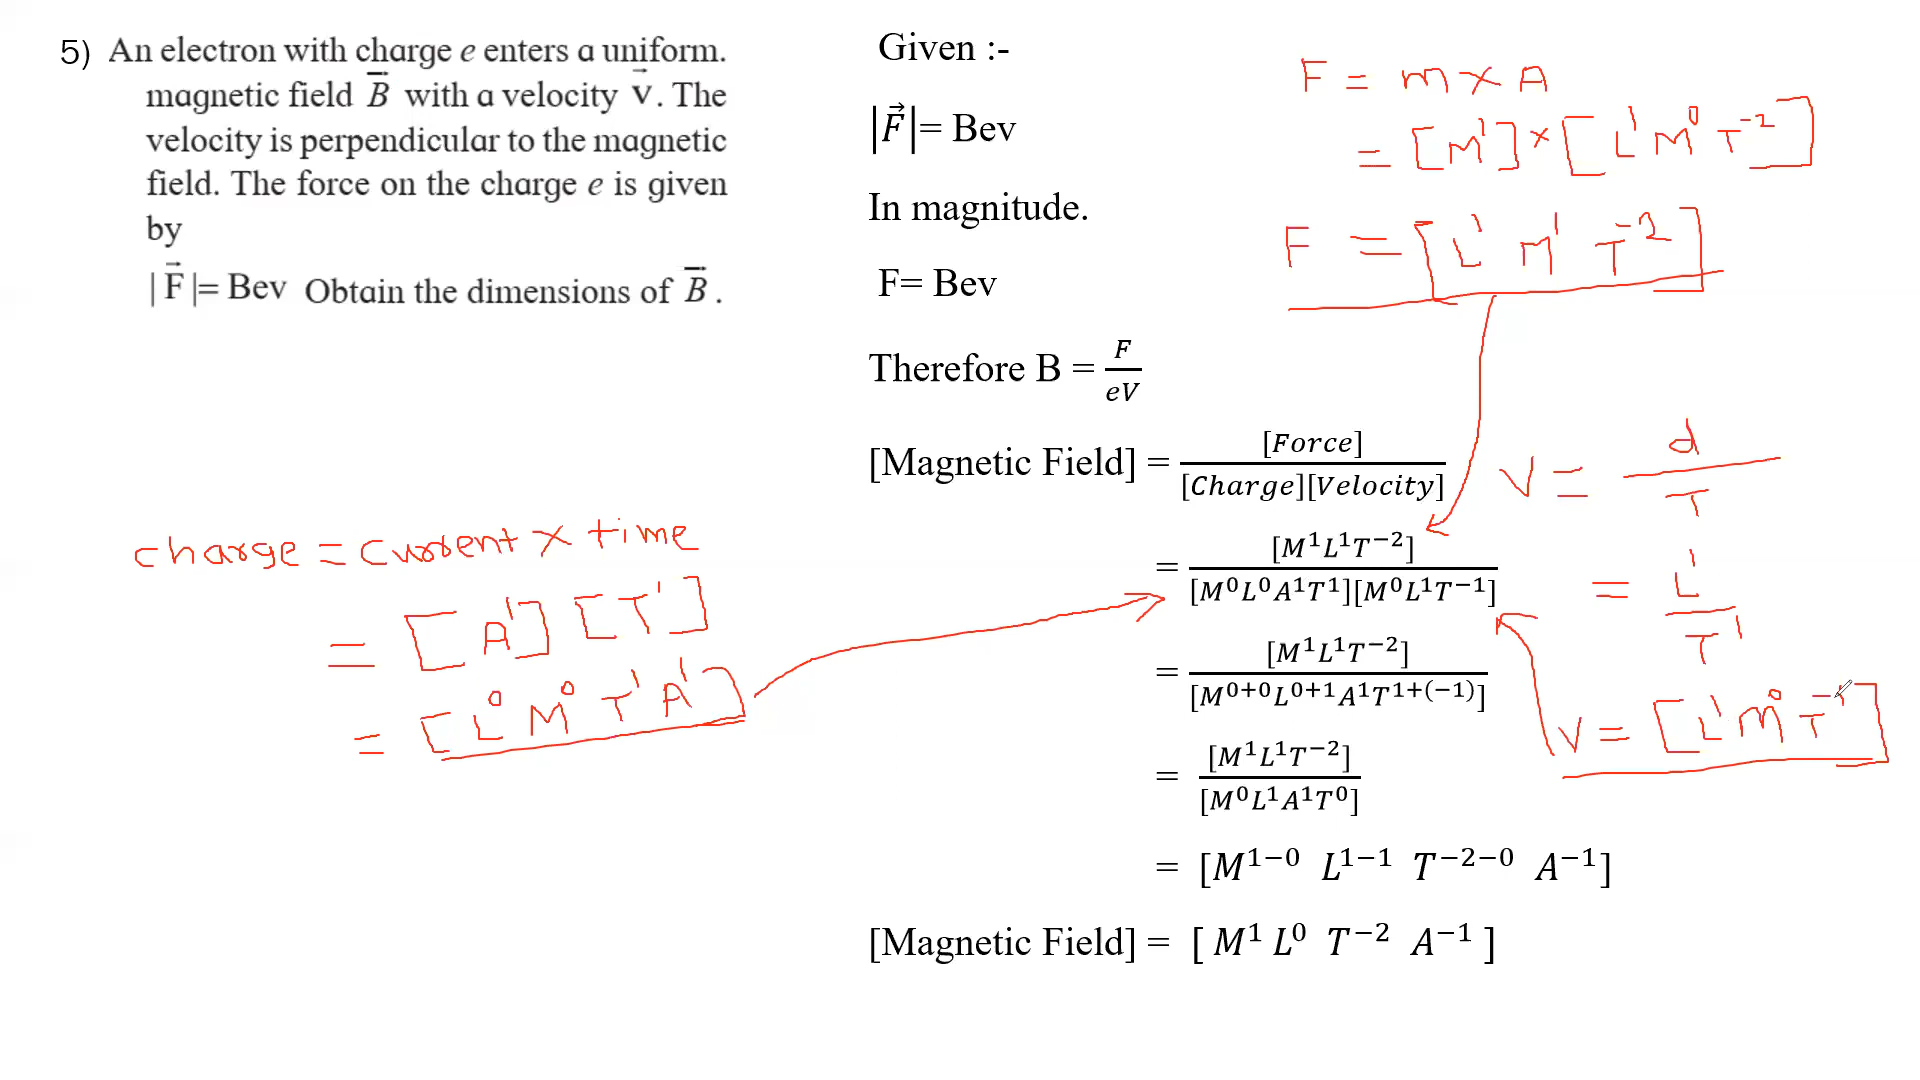 5) An electron with charge e enters a uniform.
magnetic field B⃗ with a velocity v⃗. The
velocity is perpendicular to the magnetic
field. The force on the charge e is given
by
|F⃗|= Bev Obtain the dimensions of B⃗.
Given :-
|F⃗|= Bev
In magnitude.
F= Bev
Therefore B = F/eV
[Magnetic Field] = [Force]/[Charge][Velocity]
= [M¹L¹T⁻²]/[M⁰L⁰A¹T¹][M⁰L¹T⁻¹]
= [M¹L¹T⁻²]/[M⁰⁺⁰L⁰⁺¹A¹T¹⁺⁽⁻¹⁾]
= [M¹L¹T⁻²]/[M⁰L¹A¹T⁰]
= [M¹⁻⁰ L¹⁻¹ T⁻²⁻⁰ A⁻¹]
[Magnetic Field] = [ M¹ L⁰ T⁻² A⁻¹ ]
F = m × A
= [M¹] × [L¹ M⁰ T⁻²]
F = [L¹ M¹ T⁻²]
V = d/T
= L¹/T¹
V = [L¹ M⁰ T⁻¹]
charge = current × time
= [A¹] [T¹]
= [L⁰ M⁰ T¹ A¹]